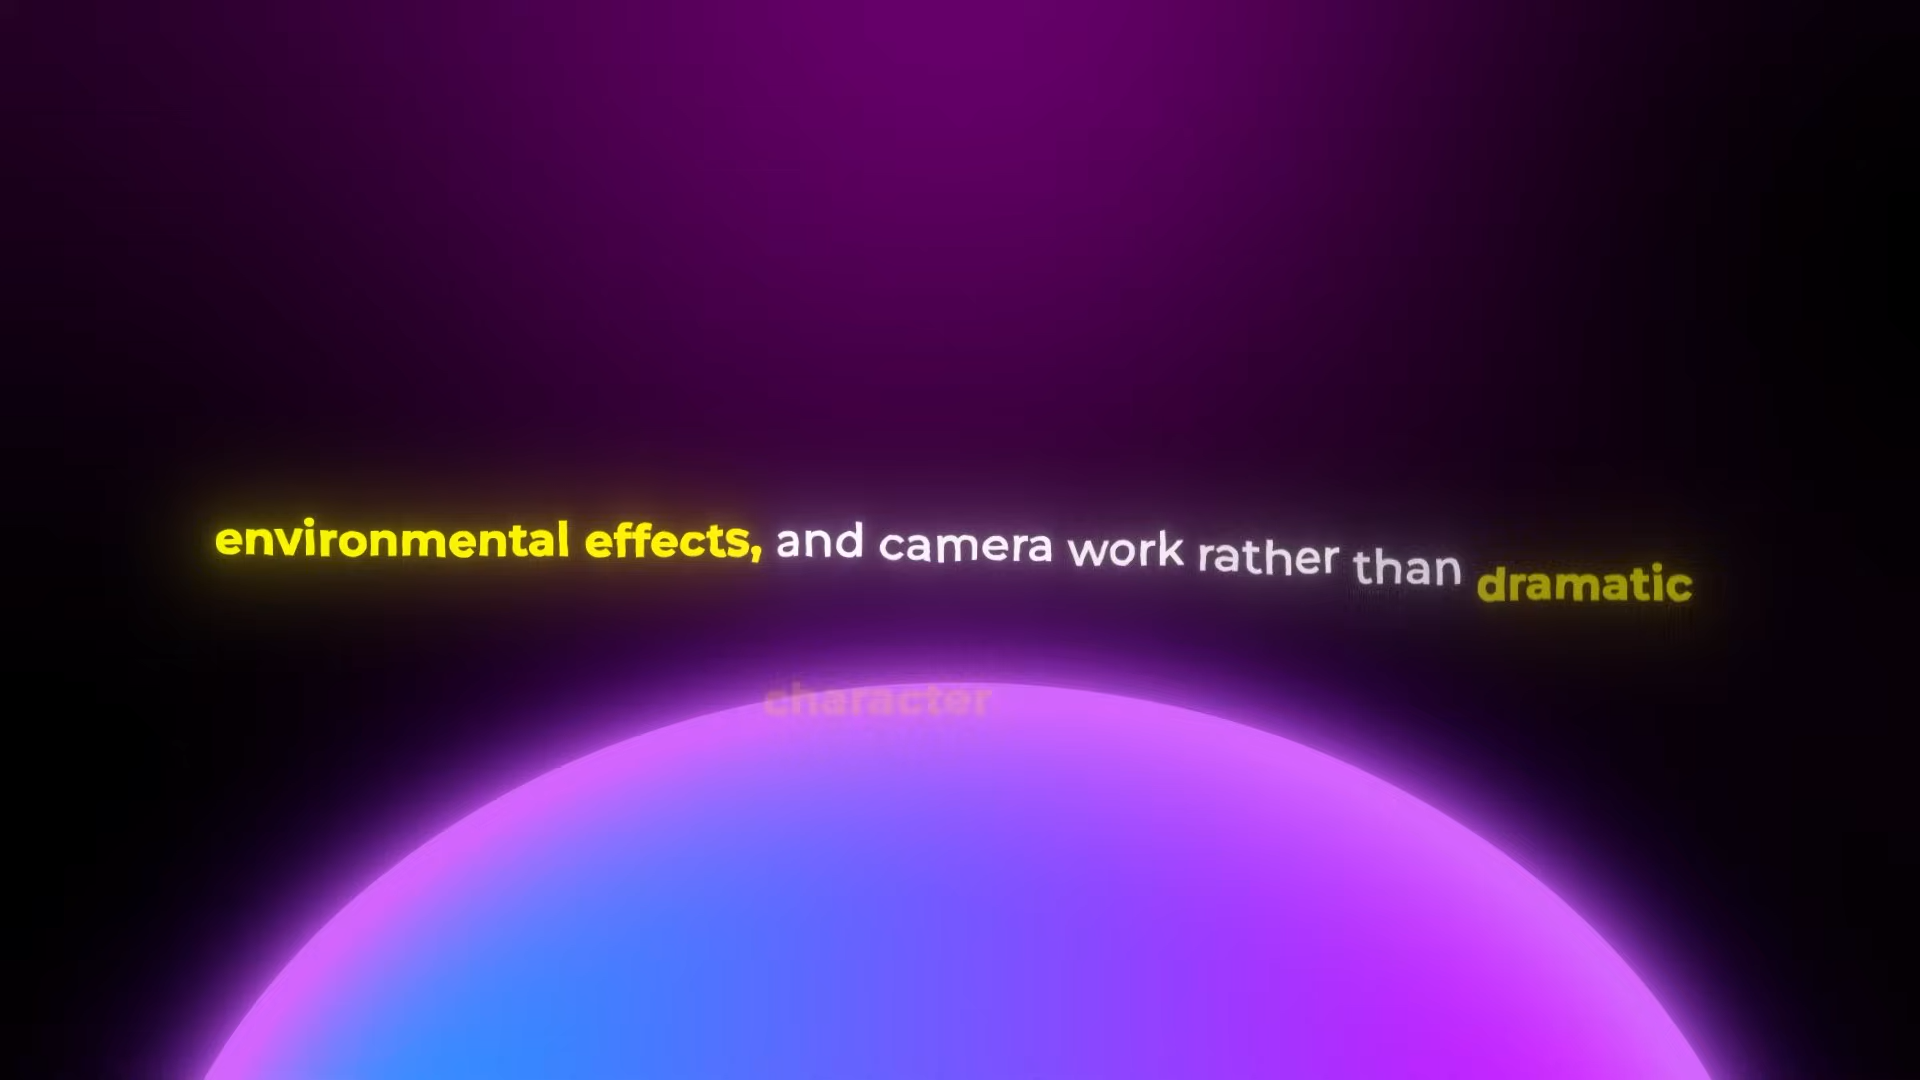 environmental effects, and camera work rather than dramatic
character